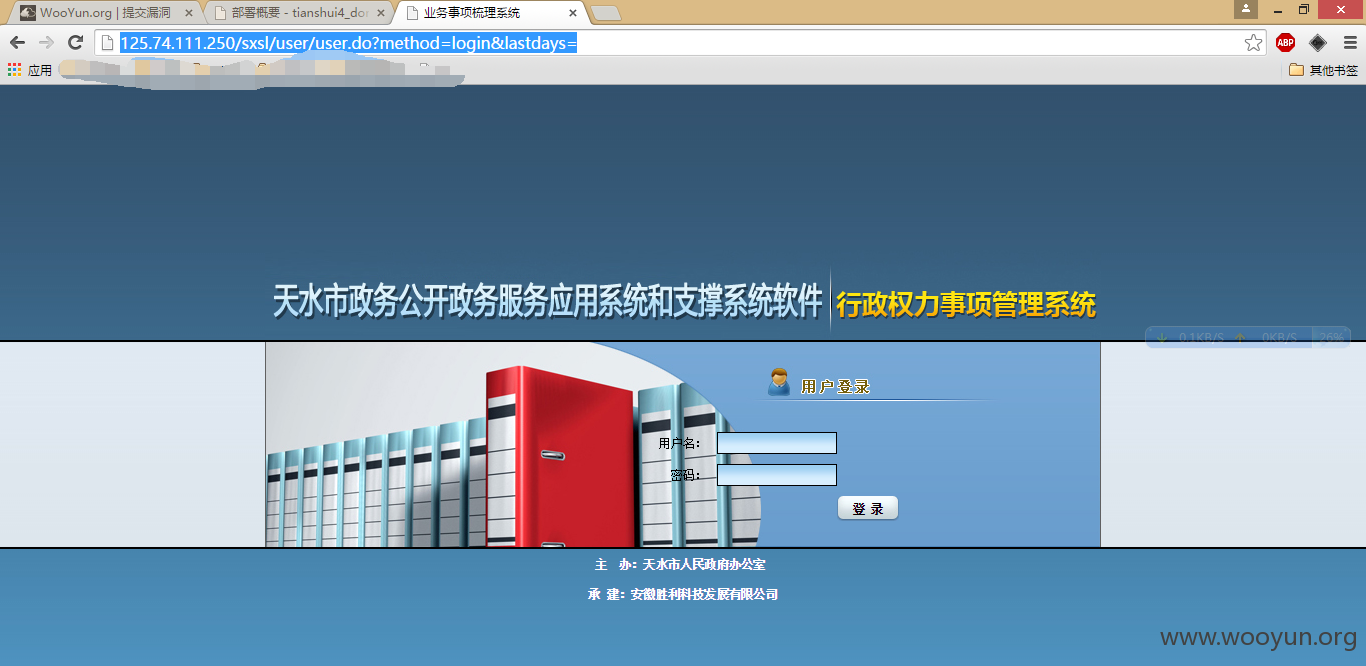 WooYun.org | 提交漏洞
部署概要 - tianshui4_do
业务事项梳理系统
125.74.111.250/sxsl/user/user.do?method=login&lastdays=
ABP
应用
其他书签
天水市政务公开政务服务应用系统和支撑系统软件
行政权力事项管理系统
0.1KB/S 0KB/S 26%
用户登录
用户名：
密码：
登 录
主 办：天水市人民政府办公室
承 建：安徽胜利科技发展有限公司
www.wooyun.org